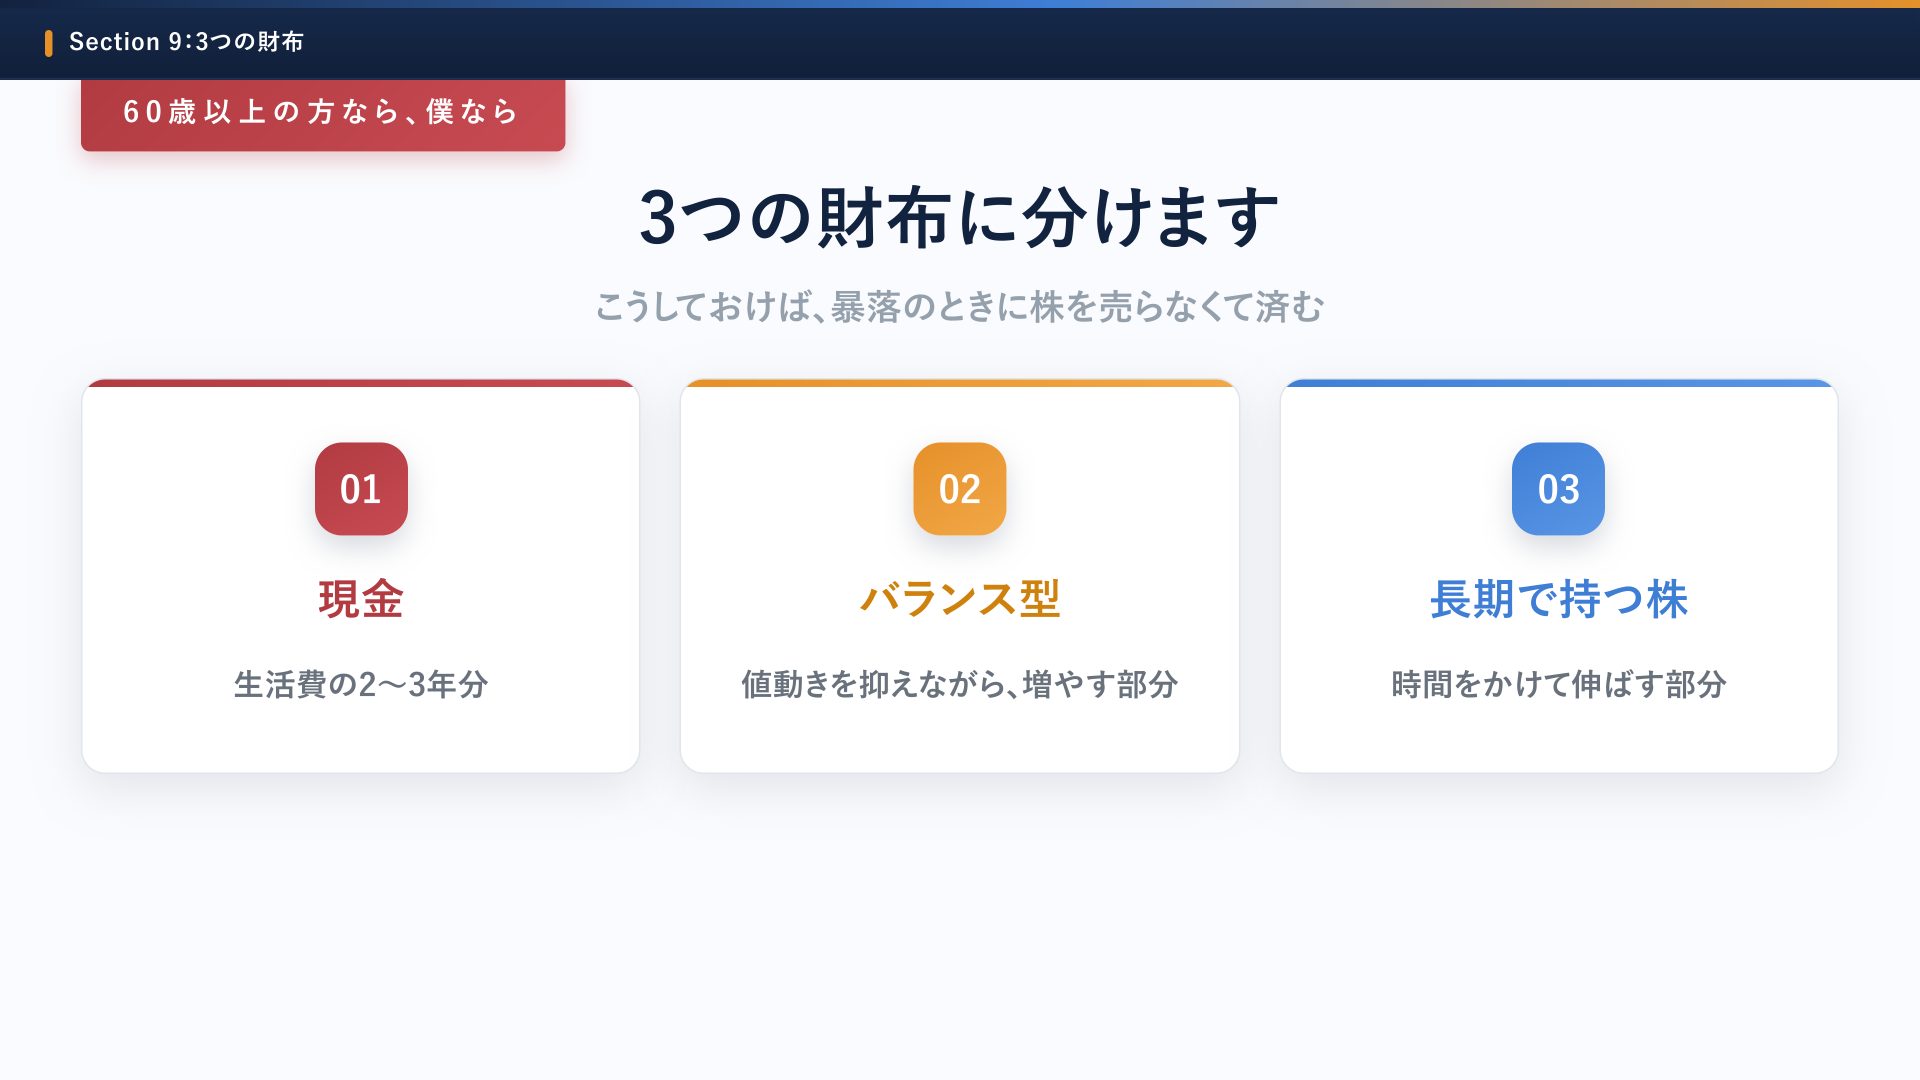 Section 9：3つの財布
60歳以上の方なら、僕なら
3つの財布に分けます
こうしておけば、暴落のときに株を売らなくて済む
01
現金
生活費の2〜3年分
02
バランス型
値動きを抑えながら、増やす部分
03
長期で持つ株
時間をかけて伸ばす部分